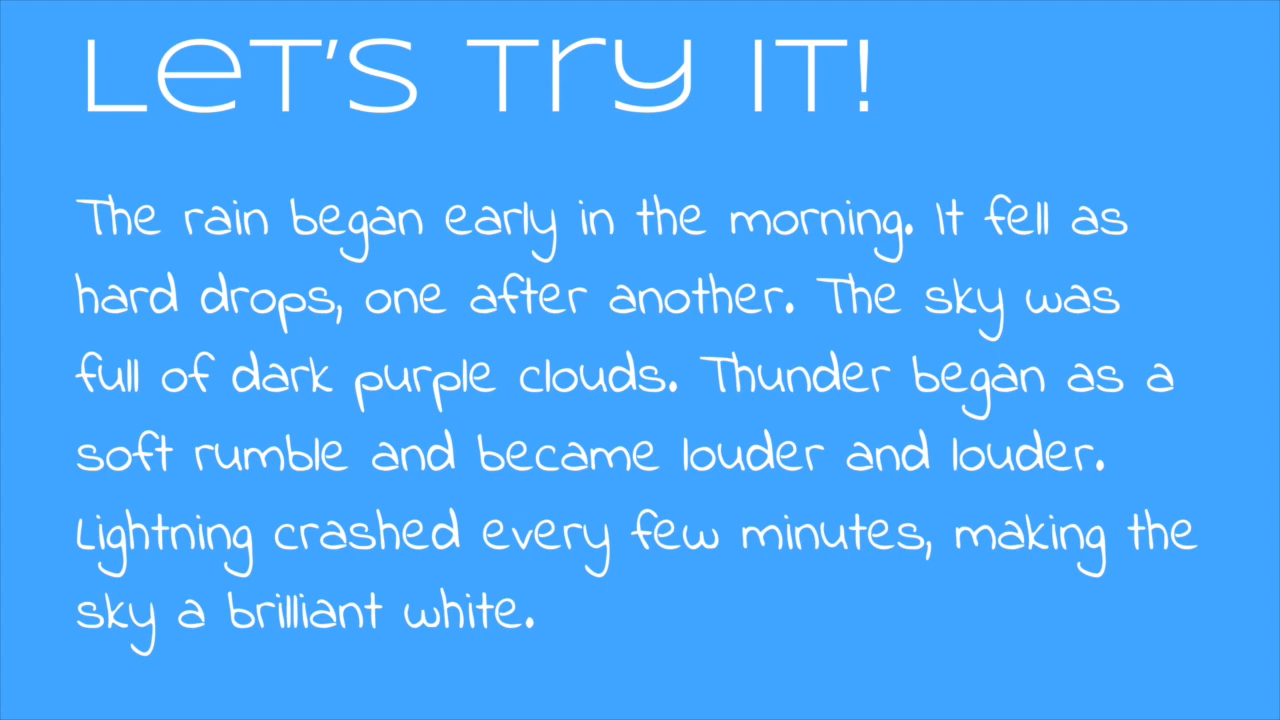 Let's Try It!
The rain began early in the morning. It fell as
hard drops, one after another. The sky was
full of dark purple clouds. Thunder began as a
soft rumble and became louder and louder.
Lightning crashed every few minutes, making the
sky a brilliant white.